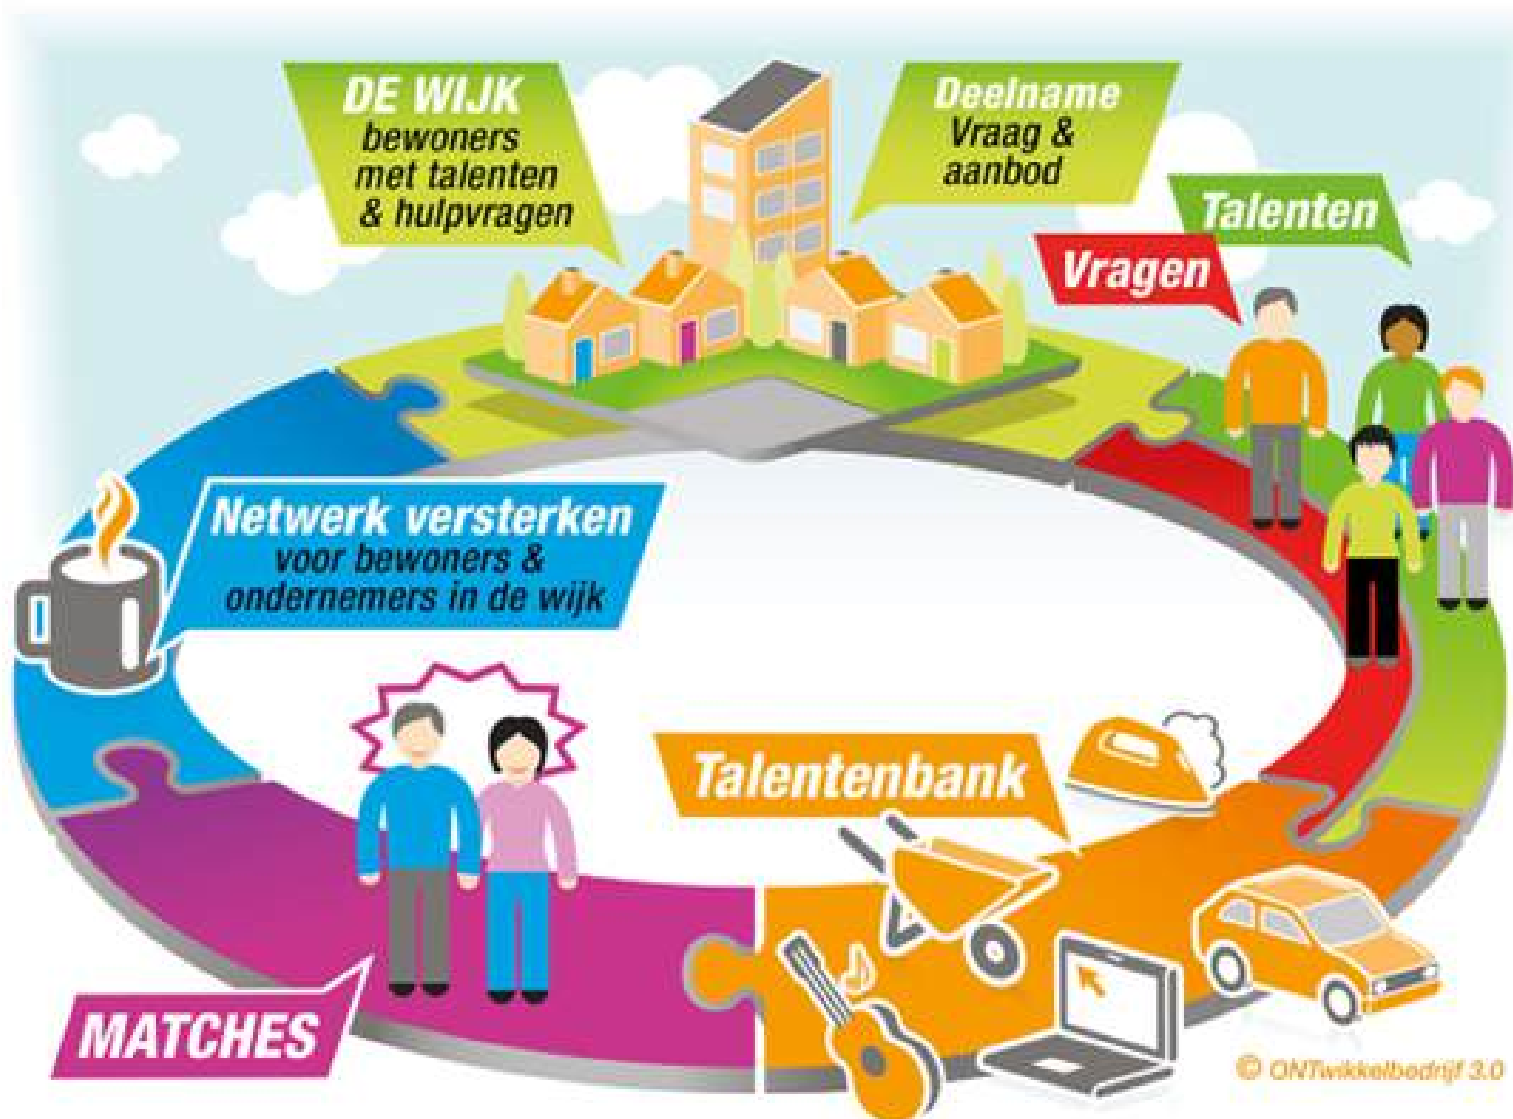 DE WIJK
bewoners
met talenten
& hulpvragen
Deelname
Vraag &
aanbod
Talenten
Vragen
Netwerk versterken
voor bewoners &
ondernemers in de wijk
Talentenbank
MATCHES
© ONTwikkelbedrijf 3.0